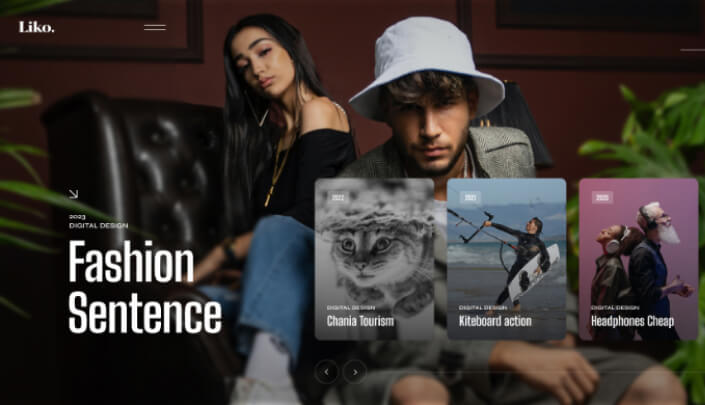 Liko.
2023
DIGITAL DESIGN
Fashion
Sentence
2022
DIGITAL DESIGN
Chania Tourism
2021
DIGITAL DESIGN
Kiteboard action
2020
DIGITAL DESIGN
Headphones Cheap